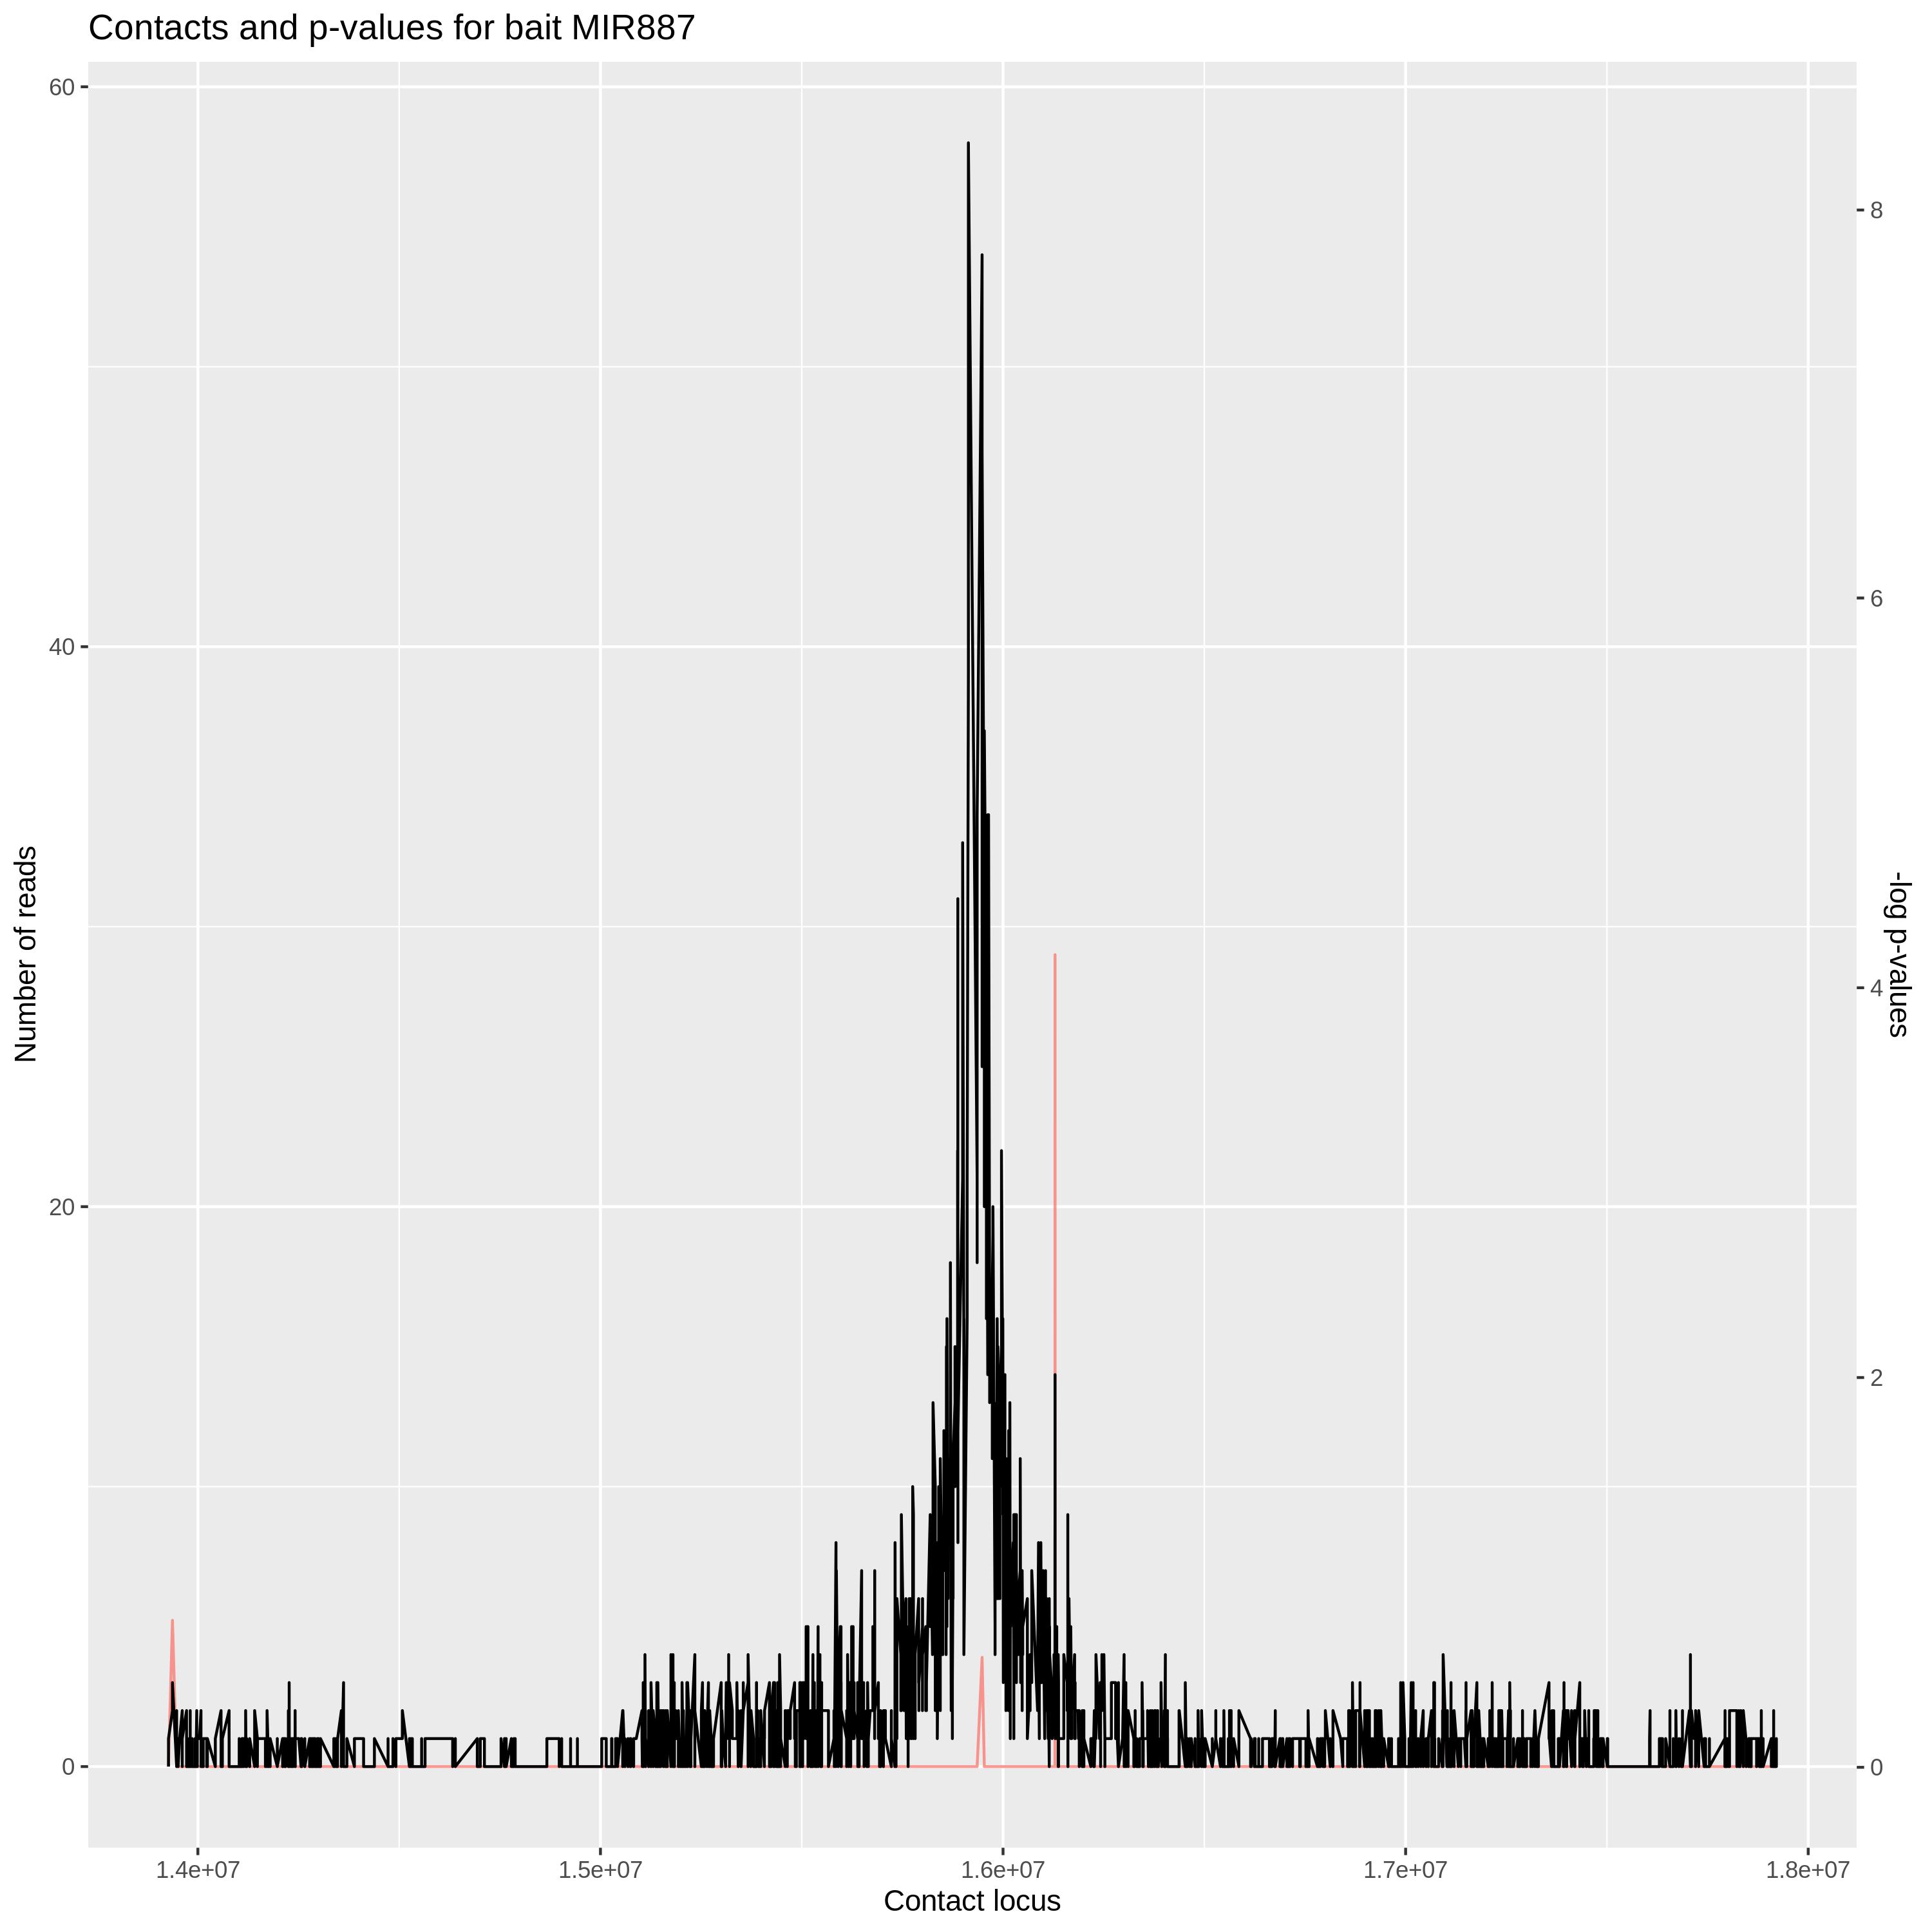 Contacts and p-values for bait MIR887
60
40
20
0
Number of reads
8
6
4
2
0
-log p-values
1.4e+07
1.5e+07
1.6e+07
1.7e+07
1.8e+07
Contact locus